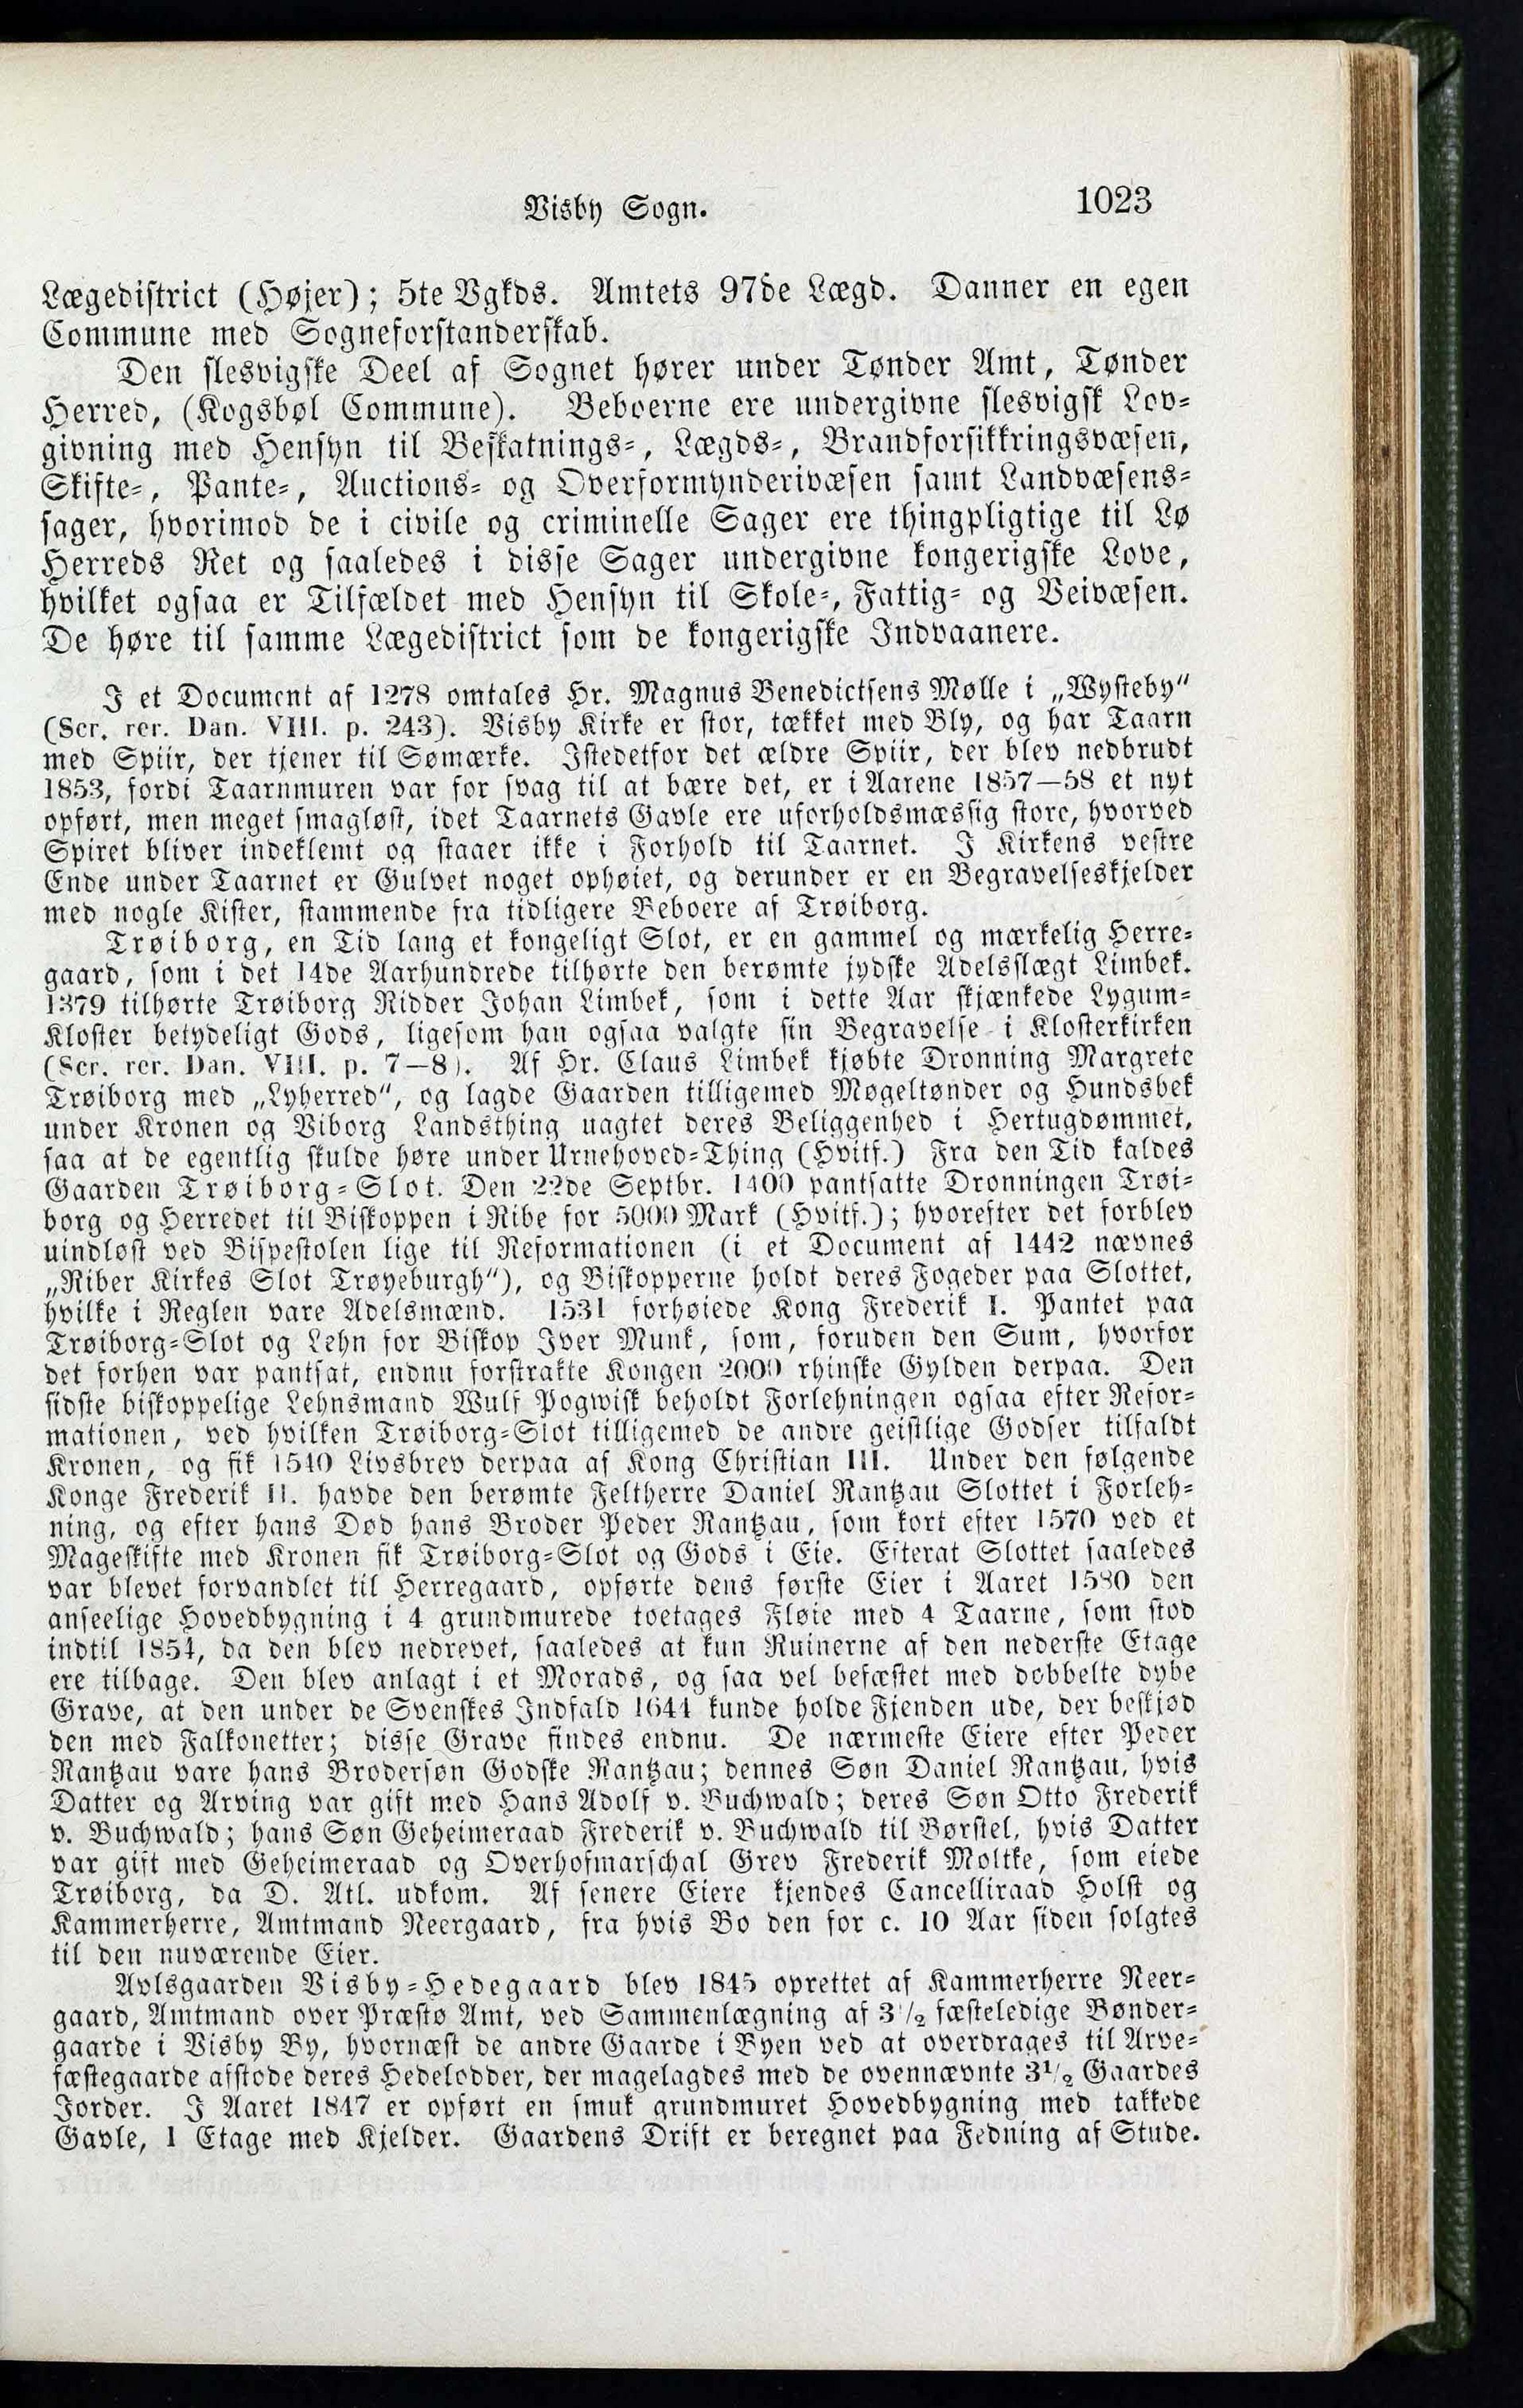 Visby Sogn. 1023
Lægedistrict (Højer); 5te Vgkds. Amtets 97de Lægd. Danner en egen
Commune med Sogneforstanderskab.
Den slesvigske Deel af Sognet hører under Tønder Amt, Tønder
Herred, (Kogsbøl Commune). Beboerne ere undergivne slesvigsk Lov-
givning med Hensyn til Beskatnings-, Lægds-, Brandforsikkringsvæsen,
Skifte-, Pante-, Auctions- og Overformynderivæsen samt Landvæsens-
sager, hvorimod de i civile og criminelle Sager ere thingpligtige til Lø
Herreds Ret og saaledes i disse Sager undergivne kongerigske Love,
hvilket ogsaa er Tilfældet med Hensyn til Skole-, Fattig- og Veivæsen.
De høre til samme Lægedistrict som de kongerigske Indvaanere.
I et Document af 1278 omtales Hr. Magnus Benedictsens Mølle i „Wysteby“
(Scr. rer. Dan. VIII. p. 243). Visby Kirke er stor, tækket med Bly, og har Taarn
med Spiir, der tjener til Sømærke. Istedetfor det ældre Spiir, der blev nedbrudt
1853, fordi Taarnmuren var for svag til at bære det, er i Aarene 1857—58 et nyt
opført, men meget smagløst, idet Taarnets Gavle ere uforholdsmæssig store, hvorved
Spiret bliver indeklemt og staaer ikke i Forhold til Taarnet. I Kirkens vestre
Ende under Taarnet er Gulvet noget ophøiet, og derunder er en Begravelseskjelder
med nogle Kister, stammende fra tidligere Beboere af Trøiborg.
Trøiborg, en Tid lang et kongeligt Slot, er en gammel og mærkelig Herre-
gaard, som i det 14de Aarhundrede tilhørte den berømte jydske Adelsslægt Limbek.
1379 tilhørte Trøiborg Ridder Johan Limbek, som i dette Aar skjænkede Lygum-
Kloster betydeligt Gods, ligesom han ogsaa valgte sin Begravelse i Klosterkirken
(Scr. rer. Dan. VIII. p. 7—8). Af Hr. Claus Limbek kjøbte Dronning Margrete
Trøiborg med „Lyherred“, og lagde Gaarden tilligemed Møgeltønder og Hundsbek
under Kronen og Viborg Landsthing uagtet deres Beliggenhed i Hertugdømmet,
saa at de egentlig skulde høre under Urnehoved-Thing (Hvitf.) Fra den Tid kaldes
Gaarden Trøiborg-Slot. Den 22de Septbr. 1400 pantsatte Dronningen Trøi-
borg og Herredet til Biskoppen i Ribe for 5000 Mark (Hvitf.); hvorefter det forblev
uindløst ved Bispestolen lige til Reformationen (i et Document af 1442 nævnes
„Riber Kirkes Slot Trøyeburgh“), og Biskopperne holdt deres Fogeder paa Slottet,
hvilke i Reglen vare Adelsmænd. 1531 forhøiede Kong Frederik I. Pantet paa
Trøiborg-Slot og Lehn for Biskop Iver Munk, som, foruden den Sum, hvorfor
det forhen var pantsat, endnu forstrakte Kongen 2000 rhinske Gylden derpaa. Den
sidste biskoppelige Lehnsmand Wulf Pogwisk beholdt Forlehningen ogsaa efter Refor-
mationen, ved hvilken Trøiborg-Slot tilligemed de andre geistlige Godser tilfaldt
Kronen, og fik 1540 Livsbrev derpaa af Kong Christian III. Under den følgende
Konge Frederik II. havde den berømte Feltherre Daniel Rantzau Slottet i Forleh-
ning, og efter hans Død hans Broder Peder Rantzau, som kort efter 1570 ved et
Mageskifte med Kronen fik Trøiborg-Slot og Gods i Eie. Efterat Slottet saaledes
var blevet forvandlet til Herregaard, opførte dens første Eier i Aaret 1580 den
anseelige Hovedbygning i 4 grundmurede toetages Fløie med 4 Taarne, som stod
indtil 1854, da den blev nedrevet, saaledes at kun Ruinerne af den nederste Etage
ere tilbage. Den blev anlagt i et Morads, og saa vel befæstet med dobbelte dybe
Grave, at den under de Svenskes Indfald 1644 kunde holde Fjenden ude, der beskjød
den med Falkonetter; disse Grave findes endnu. De nærmeste Eiere efter Peder
Rantzau vare hans Brodersøn Godske Rantzau; dennes Søn Daniel Rantzau, hvis
Datter og Arving var gift med Hans Adolf v. Buchwald; deres Søn Otto Frederik
v. Buchwald; hans Søn Geheimeraad Frederik v. Buchwald til Børstel, hvis Datter
var gift med Geheimeraad og Overhofmarschal Grev Frederik Moltke, som eiede
Trøiborg, da D. Atl. udkom. Af senere Eiere kjendes Cancelliraad Holst og
Kammerherre, Amtmand Neergaard, fra hvis Bo den for c. 10 Aar siden solgtes
til den nuværende Eier.
Avlsgaarden Visby-Hedegaard blev 1845 oprettet af Kammerherre Neer-
gaard, Amtmand over Præstø Amt, ved Sammenlægning af 3½ fæsteledige Bønder-
gaarde i Visby By, hvornæst de andre Gaarde i Byen ved at overdrages til Arve-
fæstegaarde afstode deres Hedelodder, der magelagdes med de ovennævnte 3½ Gaardes
Jorder. I Aaret 1847 er opført en smuk grundmuret Hovedbygning med takkede
Gavle, 1 Etage med Kjelder. Gaardens Drift er beregnet paa Fedning af Stude.